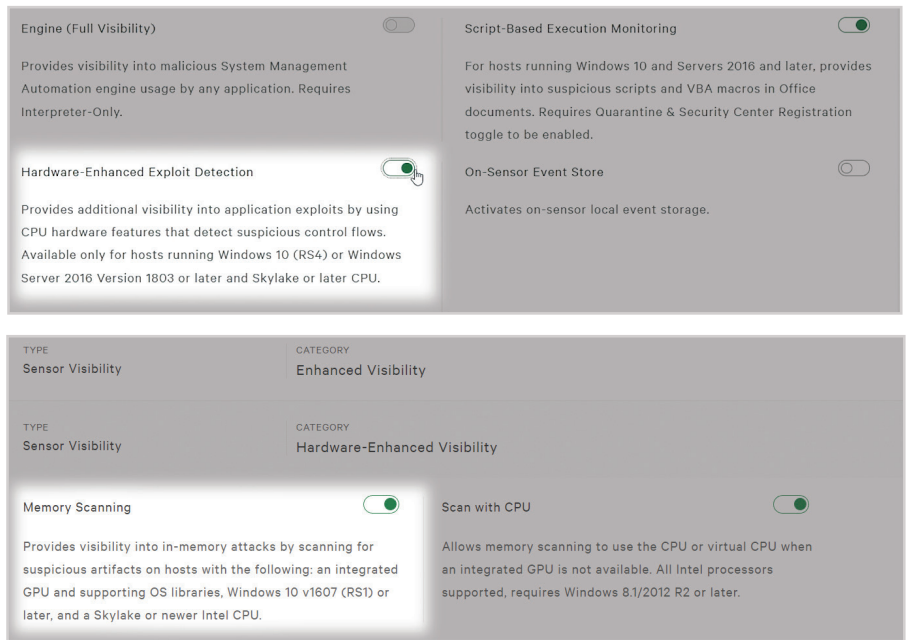 Engine (Full Visibility)
Provides visibility into malicious System Management
Automation engine usage by any application. Requires
Interpreter-Only.
Script-Based Execution Monitoring
For hosts running Windows 10 and Servers 2016 and later, provides
visibility into suspicious scripts and VBA macros in Office
documents. Requires Quarantine & Security Center Registration
toggle to be enabled.
Hardware-Enhanced Exploit Detection
Provides additional visibility into application exploits by using
CPU hardware features that detect suspicious control flows.
Available only for hosts running Windows 10 (RS4) or Windows
Server 2016 Version 1803 or later and Skylake or later CPU.
On-Sensor Event Store
Activates on-sensor local event storage.
TYPE
Sensor Visibility
CATEGORY
Enhanced Visibility
TYPE
Sensor Visibility
CATEGORY
Hardware-Enhanced Visibility
Memory Scanning
Provides visibility into in-memory attacks by scanning for
suspicious artifacts on hosts with the following: an integrated
GPU and supporting OS libraries, Windows 10 v1607 (RS1) or
later, and a Skylake or newer Intel CPU.
Scan with CPU
Allows memory scanning to use the CPU or virtual CPU when
an integrated GPU is not available. All Intel processors
supported, requires Windows 8.1/2012 R2 or later.